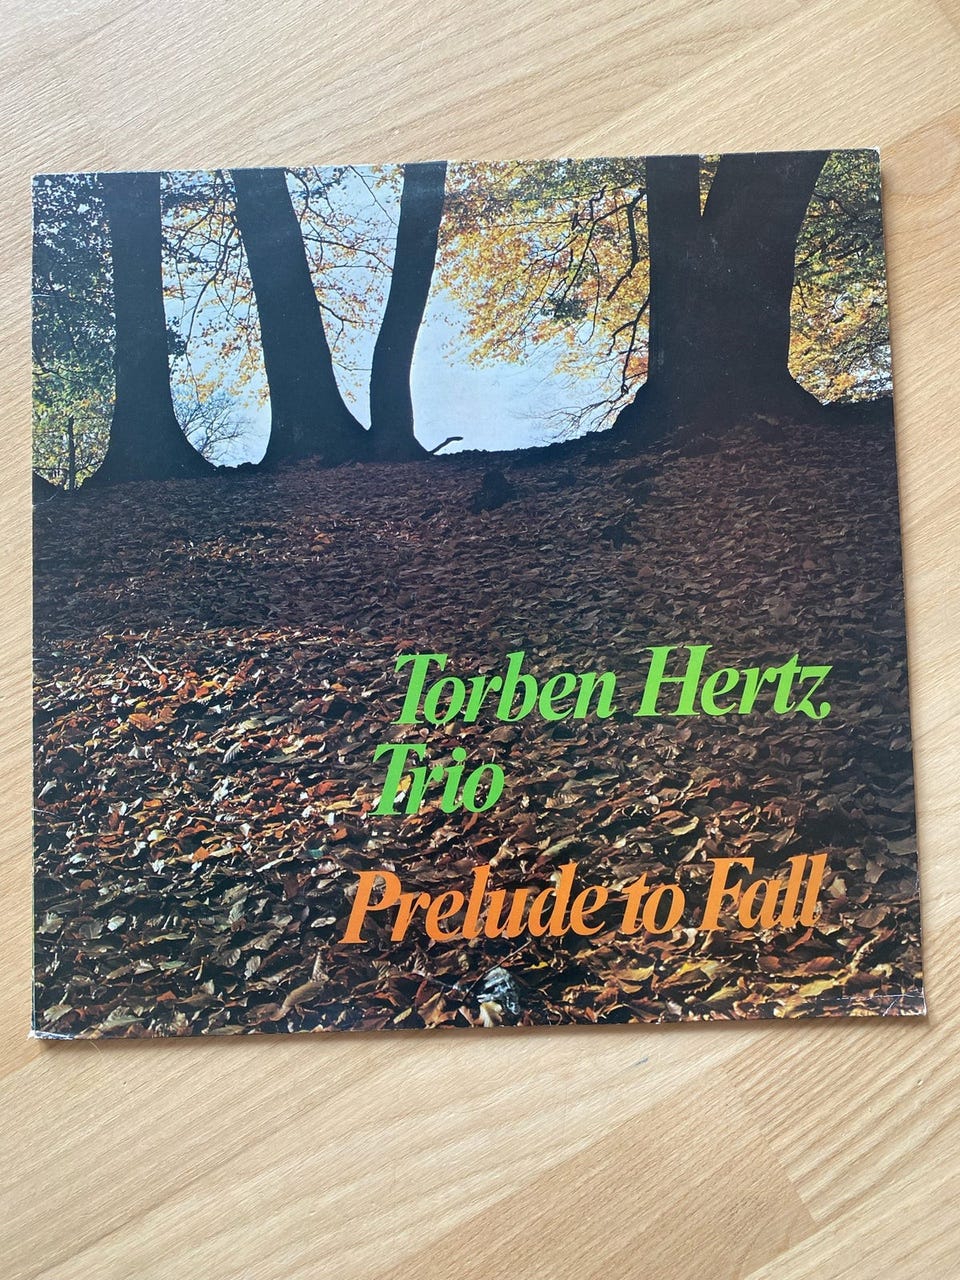 Torben Hertz
Trio
Prelude to Fall